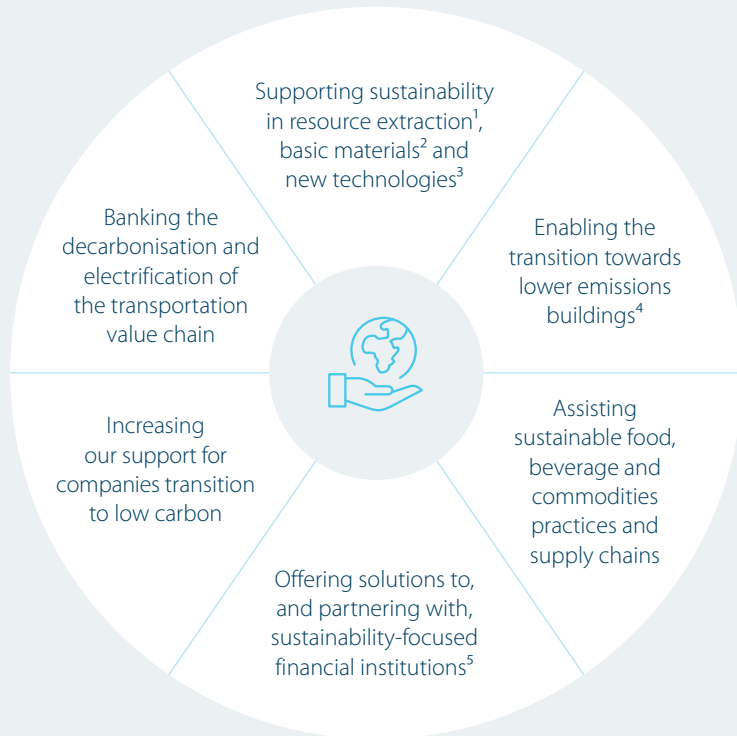 Supporting sustainability
in resource extraction¹,
basic materials² and
new technologies³
Enabling the
transition towards
lower emissions
buildings⁴
Assisting
sustainable food,
beverage and
commodities
practices and
supply chains
Offering solutions to,
and partnering with,
sustainability-focused
financial institutions⁵
Increasing
our support for
companies transition
to low carbon
Banking the
decarbonisation and
electrification of
the transportation
value chain